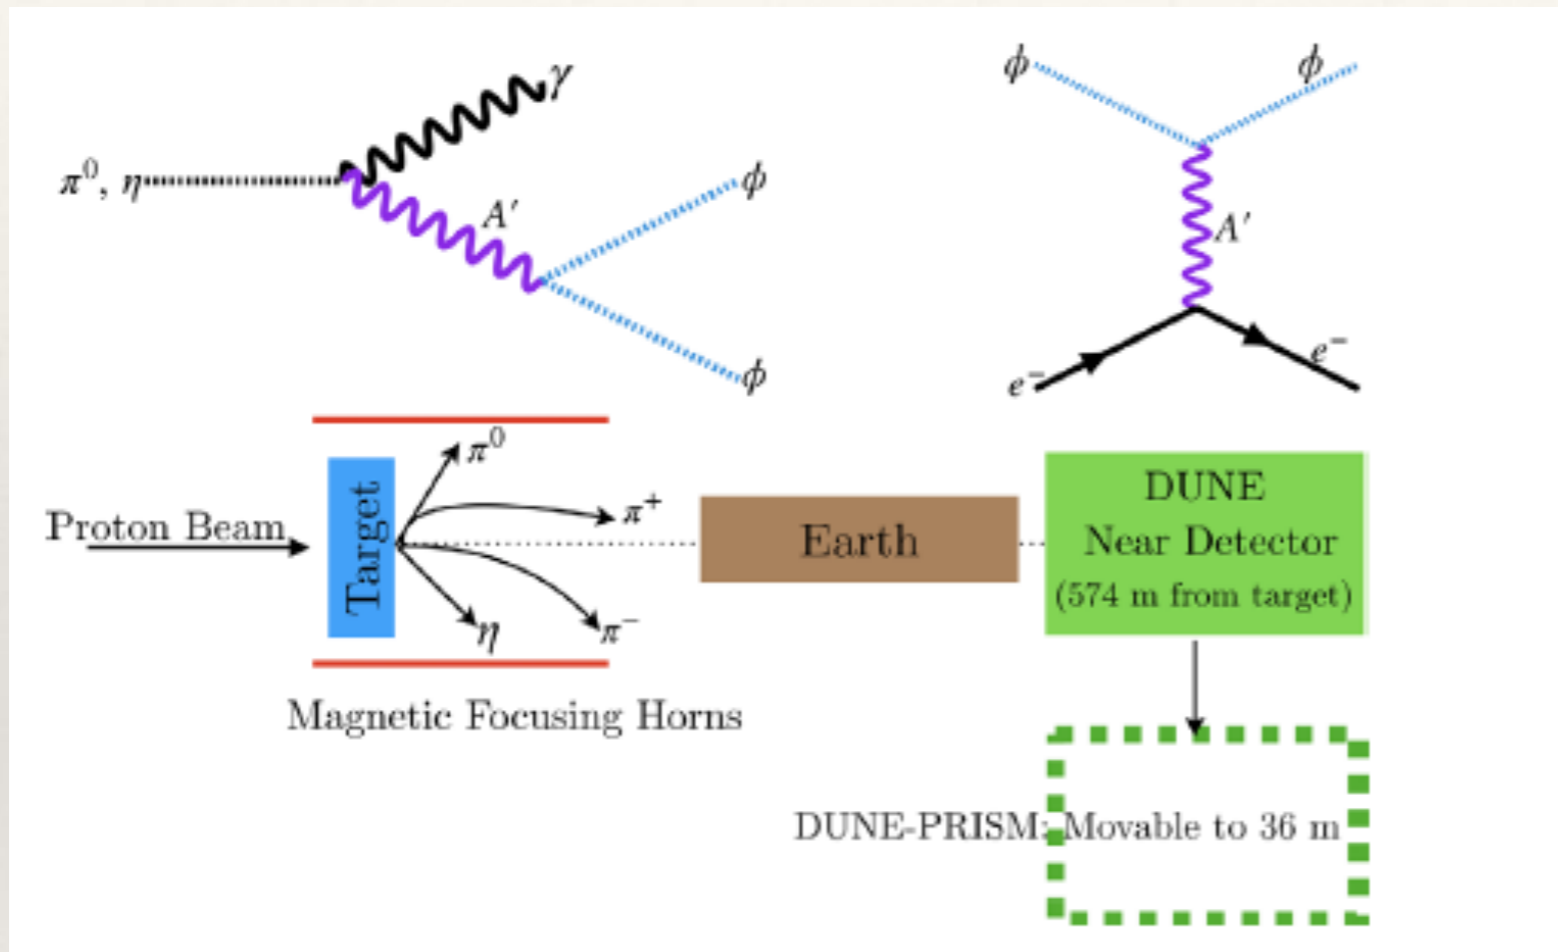 γ
π⁰, η
A′
ϕ
ϕ
ϕ
ϕ
A′
e⁻
e⁻
Proton Beam
Target
π⁰
π⁺
η
π⁻
Magnetic Focusing Horns
Earth
DUNE
Near Detector
(574 m from target)
DUNE-PRISM: Movable to 36 m